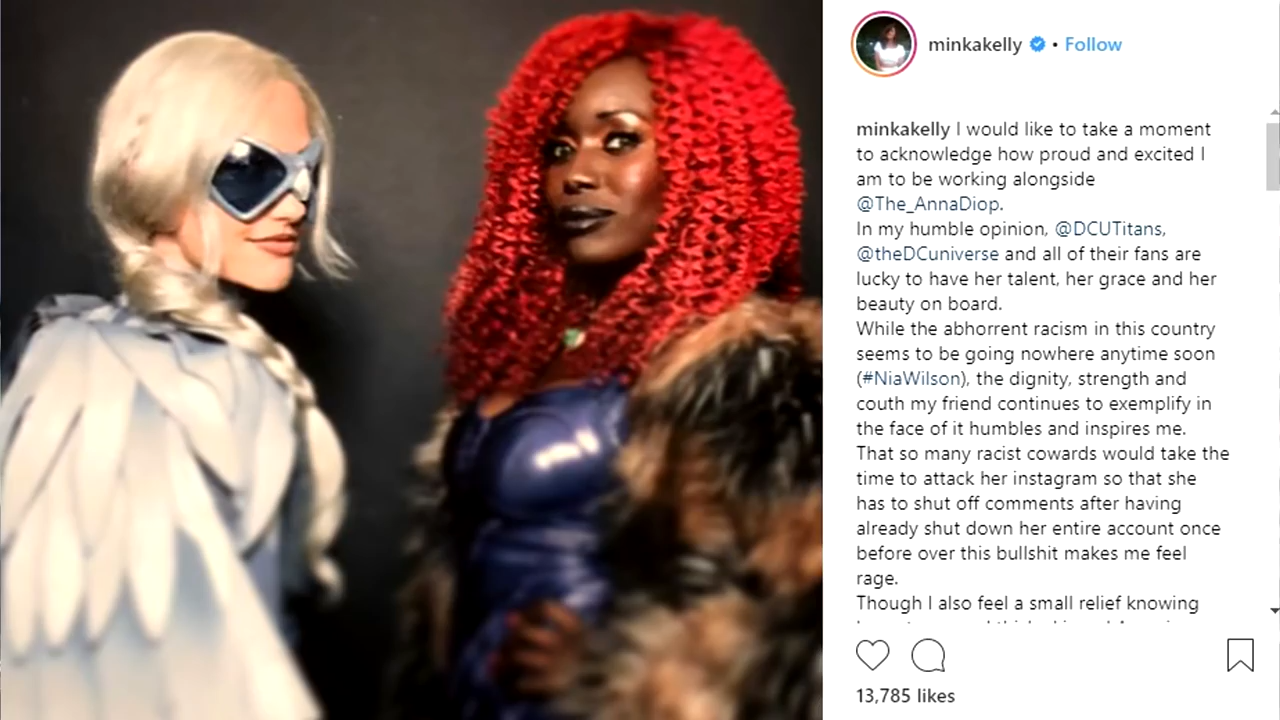 minkakelly • Follow
minkakelly I would like to take a moment
to acknowledge how proud and excited I
am to be working alongside
@The_AnnaDiop.
In my humble opinion, @DCUTitans,
@theDCuniverse and all of their fans are
lucky to have her talent, her grace and her
beauty on board.
While the abhorrent racism in this country
seems to be going nowhere anytime soon
(#NiaWilson), the dignity, strength and
couth my friend continues to exemplify in
the face of it humbles and inspires me.
That so many racist cowards would take the
time to attack her instagram so that she
has to shut off comments after having
already shut down her entire account once
before over this bullshit makes me feel
rage.
Though I also feel a small relief knowing
13,785 likes